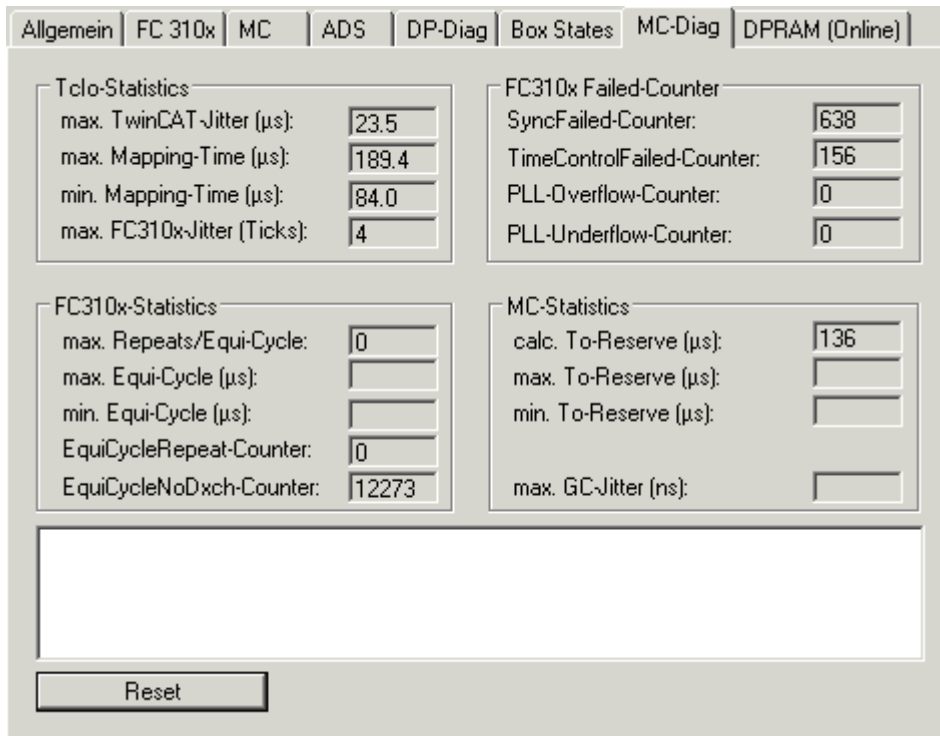 Allgemein FC 310x MC ADS DP-Diag Box States MC-Diag DPRAM (Online)
TcIo-Statistics
max. TwinCAT-Jitter (µs): 23.5
max. Mapping-Time (µs): 189.4
min. Mapping-Time (µs): 84.0
max. FC310x-Jitter (Ticks): 4
FC310x Failed-Counter
SyncFailed-Counter: 638
TimeControlFailed-Counter: 156
PLL-Overflow-Counter: 0
PLL-Underflow-Counter: 0
FC310x-Statistics
max. Repeats/Equi-Cycle: 0
max. Equi-Cycle (µs):
min. Equi-Cycle (µs):
EquiCycleRepeat-Counter: 0
EquiCycleNoDxch-Counter: 12273
MC-Statistics
calc. To-Reserve (µs): 136
max. To-Reserve (µs):
min. To-Reserve (µs):
max. GC-Jitter (ns):
Reset